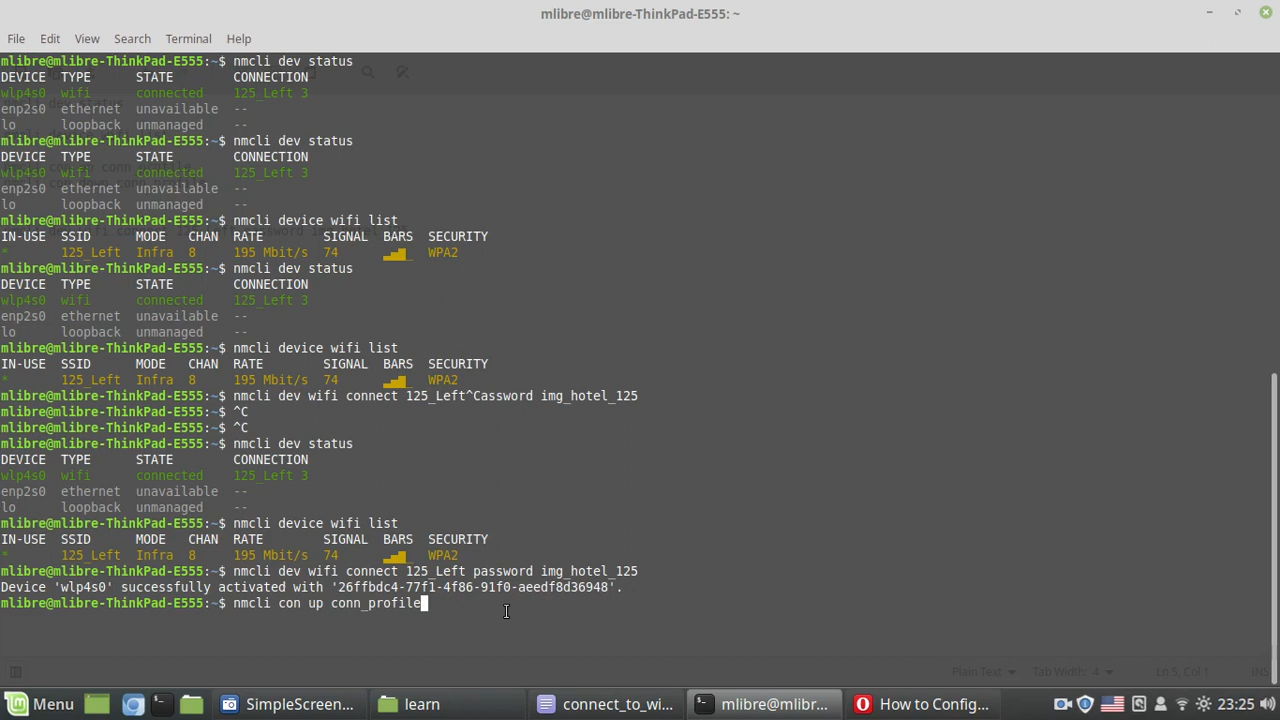 mlibre@mlibre-ThinkPad-E555: ~
File Edit View Search Terminal Help
mlibre@mlibre-ThinkPad-E555:~$ nmcli dev status
DEVICE TYPE STATE CONNECTION
wlp4s0 wifi connected 125_Left 3
enp2s0 ethernet unavailable --
lo loopback unmanaged --
mlibre@mlibre-ThinkPad-E555:~$ nmcli dev status
DEVICE TYPE STATE CONNECTION
wlp4s0 wifi connected 125_Left 3
enp2s0 ethernet unavailable --
lo loopback unmanaged --
mlibre@mlibre-ThinkPad-E555:~$ nmcli device wifi list
IN-USE SSID MODE CHAN RATE SIGNAL BARS SECURITY
* 125_Left Infra 8 195 Mbit/s 74 ▂▄▆_ WPA2
mlibre@mlibre-ThinkPad-E555:~$ nmcli dev status
DEVICE TYPE STATE CONNECTION
wlp4s0 wifi connected 125_Left 3
enp2s0 ethernet unavailable --
lo loopback unmanaged --
mlibre@mlibre-ThinkPad-E555:~$ nmcli device wifi list
IN-USE SSID MODE CHAN RATE SIGNAL BARS SECURITY
* 125_Left Infra 8 195 Mbit/s 74 ▂▄▆_ WPA2
mlibre@mlibre-ThinkPad-E555:~$ nmcli dev wifi connect 125_Left^Cassword img_hotel_125
mlibre@mlibre-ThinkPad-E555:~$ ^C
mlibre@mlibre-ThinkPad-E555:~$ ^C
mlibre@mlibre-ThinkPad-E555:~$ nmcli dev status
DEVICE TYPE STATE CONNECTION
wlp4s0 wifi connected 125_Left 3
enp2s0 ethernet unavailable --
lo loopback unmanaged --
mlibre@mlibre-ThinkPad-E555:~$ nmcli device wifi list
IN-USE SSID MODE CHAN RATE SIGNAL BARS SECURITY
* 125_Left Infra 8 195 Mbit/s 74 ▂▄▆_ WPA2
mlibre@mlibre-ThinkPad-E555:~$ nmcli dev wifi connect 125_Left password img_hotel_125
Device 'wlp4s0' successfully activated with '26ffbdc4-77f1-4f86-91f0-aeedf8d36948'.
mlibre@mlibre-ThinkPad-E555:~$ nmcli con up conn_profile
Plain Text Tab Width: 4 Ln 5, Col 1 INS
Menu SimpleScreen... learn connect_to_wi... mlibre@mlibr... How to Config... 23:25